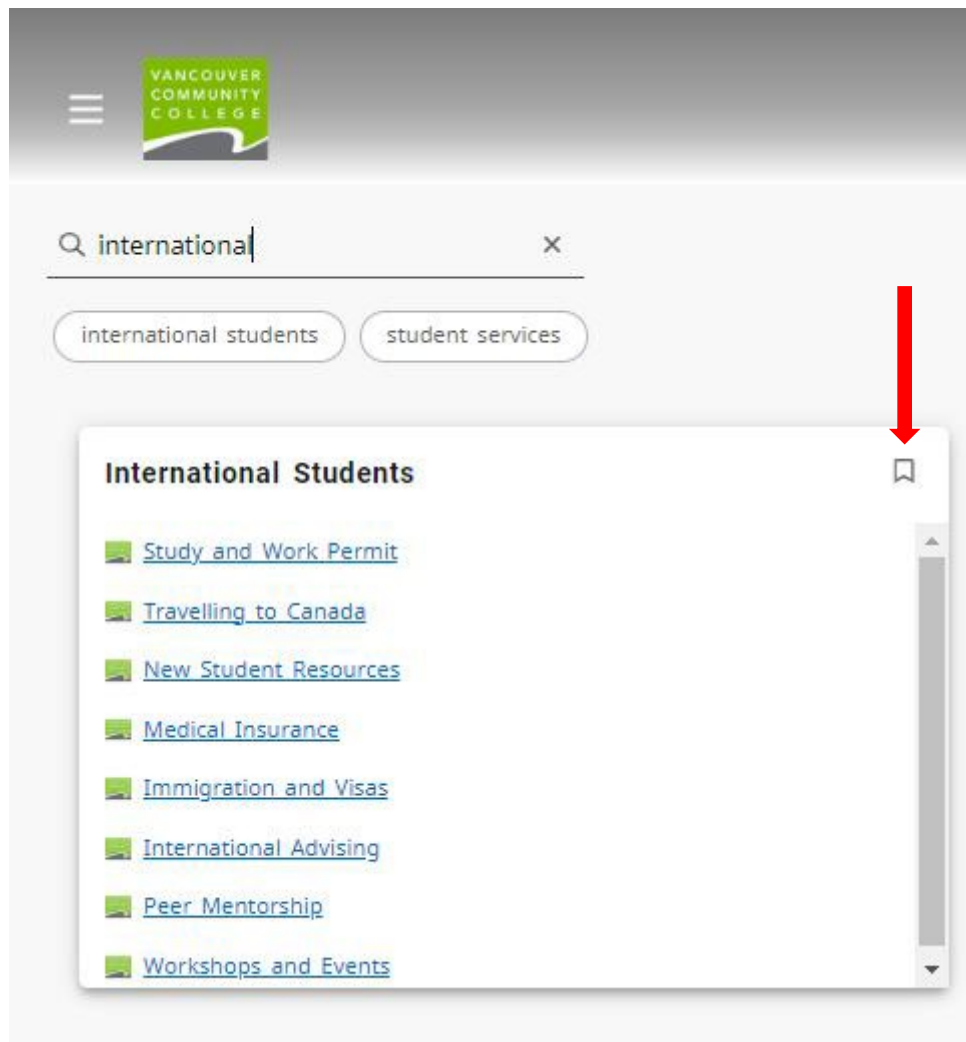 VANCOUVER
COMMUNITY
COLLEGE
international
international students
student services
International Students
Study and Work Permit
Travelling to Canada
New Student Resources
Medical Insurance
Immigration and Visas
International Advising
Peer Mentorship
Workshops and Events